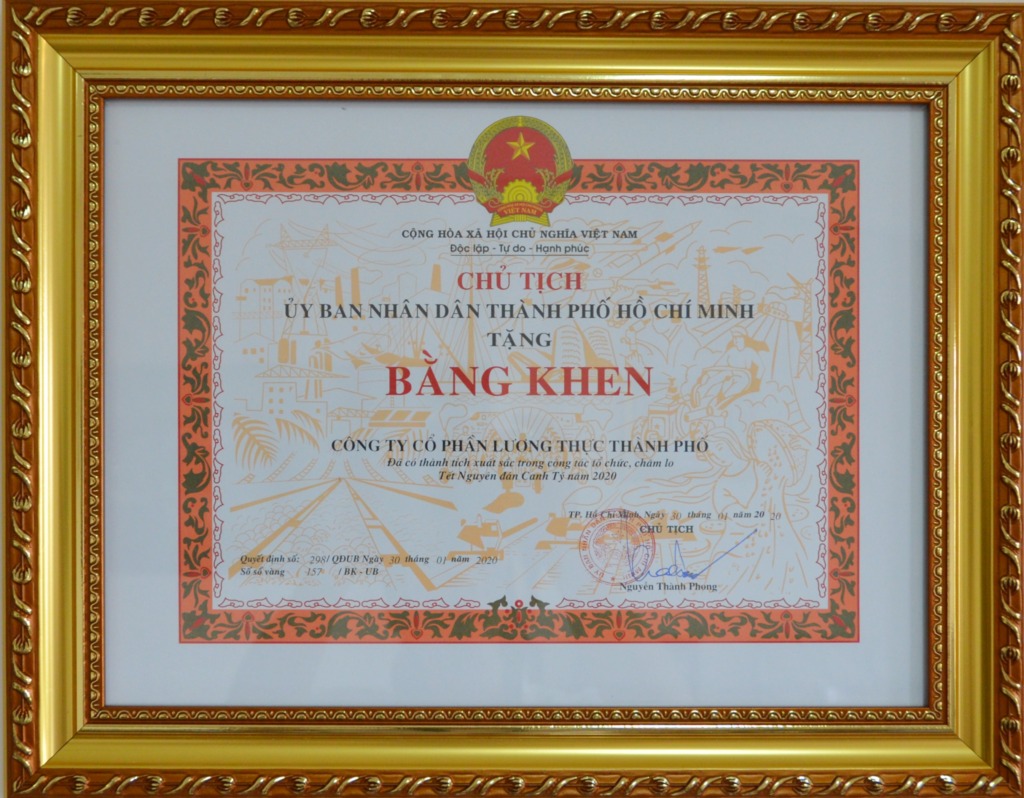 VIỆT NAM
CỘNG HÒA XÃ HỘI CHỦ NGHĨA VIỆT NAM
Độc lập - Tự do - Hạnh phúc
CHỦ TỊCH
ỦY BAN NHÂN DÂN THÀNH PHỐ HỒ CHÍ MINH
TẶNG
BẰNG KHEN
CÔNG TY CỔ PHẦN LƯƠNG THỰC THÀNH PHỐ
Đã có thành tích xuất sắc trong công tác tổ chức, chăm lo
Tết Nguyên đán Canh Tý năm 2020
TP. Hồ Chí Minh, Ngày 30 tháng 01 năm 20 20
CHỦ TỊCH
Quyết định số: 298/ QĐUB Ngày 30 tháng 01 năm 2020
Số sổ vàng 157 / BK - UB
Nguyễn Thành Phong